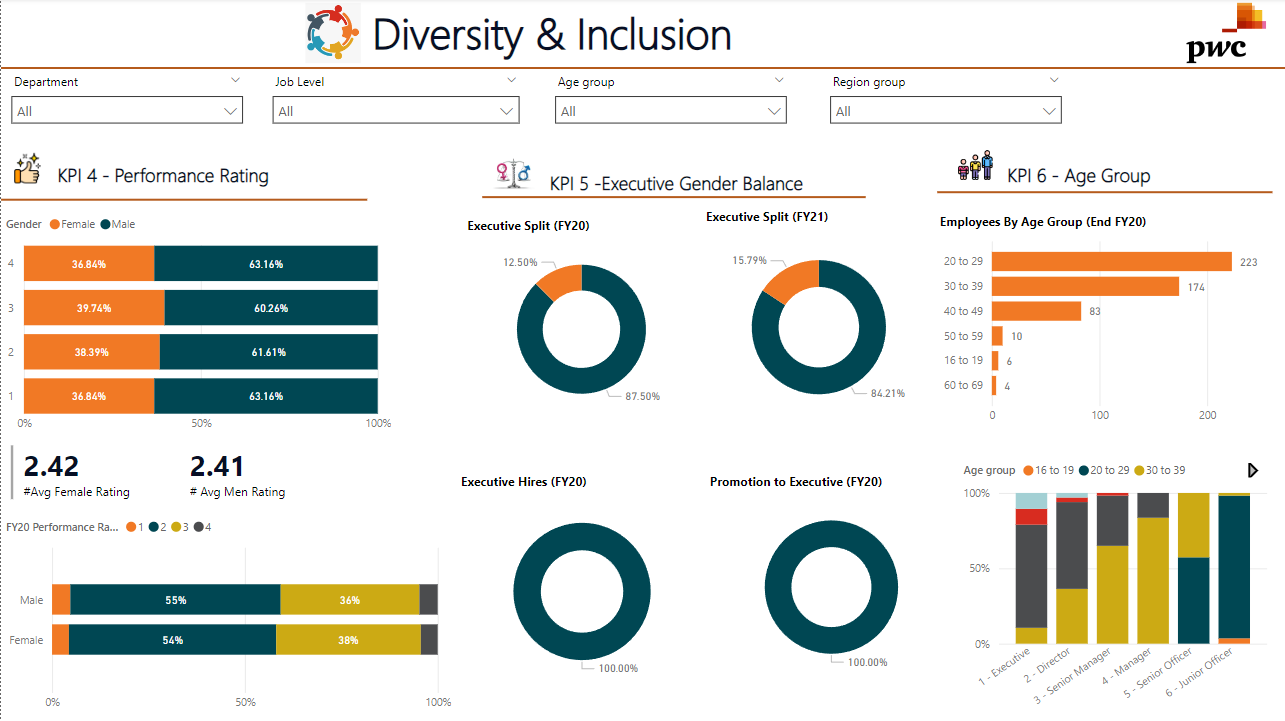 Diversity & Inclusion
pwc
Department
Job Level
Age group
Region group
All
All
All
All
KPI 4 - Performance Rating
Gender Female Male
4 36.84% 63.16%
3 39.74% 60.26%
2 38.39% 61.61%
1 36.84% 63.16%
0% 50% 100%
2.42
#Avg Female Rating
2.41
# Avg Men Rating
FY20 Performance Ra... 1 2 3 4
Male 55% 36%
Female 54% 38%
0% 50% 100%
KPI 5 -Executive Gender Balance
Executive Split (FY20)
12.50%
87.50%
Executive Split (FY21)
15.79%
84.21%
Executive Hires (FY20)
100.00%
Promotion to Executive (FY20)
100.00%
KPI 6 - Age Group
Employees By Age Group (End FY20)
20 to 29 223
30 to 39 174
40 to 49 83
50 to 59 10
16 to 19 6
60 to 69 4
0 100 200
Age group 16 to 19 20 to 29 30 to 39
100%
50%
0%
1 - Executive
2 - Director
3 - Senior Manager
4 - Manager
5 - Senior Officer
6 - Junior Officer